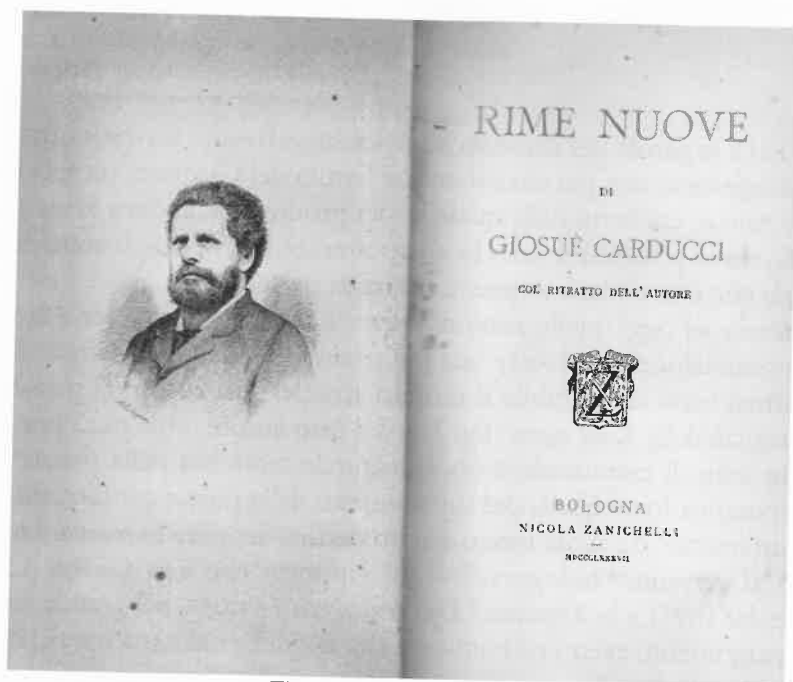 RIME NUOVE
DI
GIOSUÈ CARDUCCI
COL RITRATTO DELL'AUTORE
BOLOGNA
NICOLA ZANICHELLI
MDCCCLXXXVII